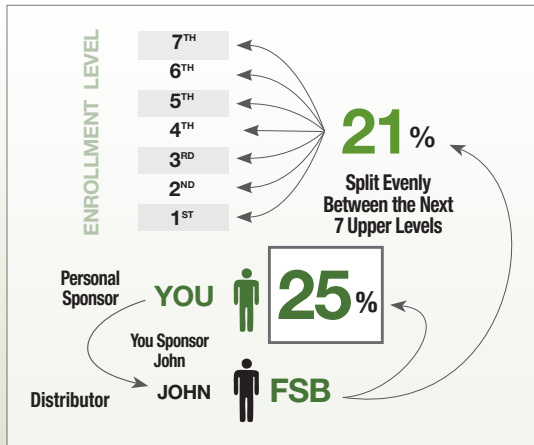 ENROLLMENT LEVEL
7TH
6TH
5TH
4TH
3RD
2ND
1ST
21%
Split Evenly
Between the Next
7 Upper Levels
Personal
Sponsor
YOU
25%
You Sponsor
John
Distributor
JOHN
FSB